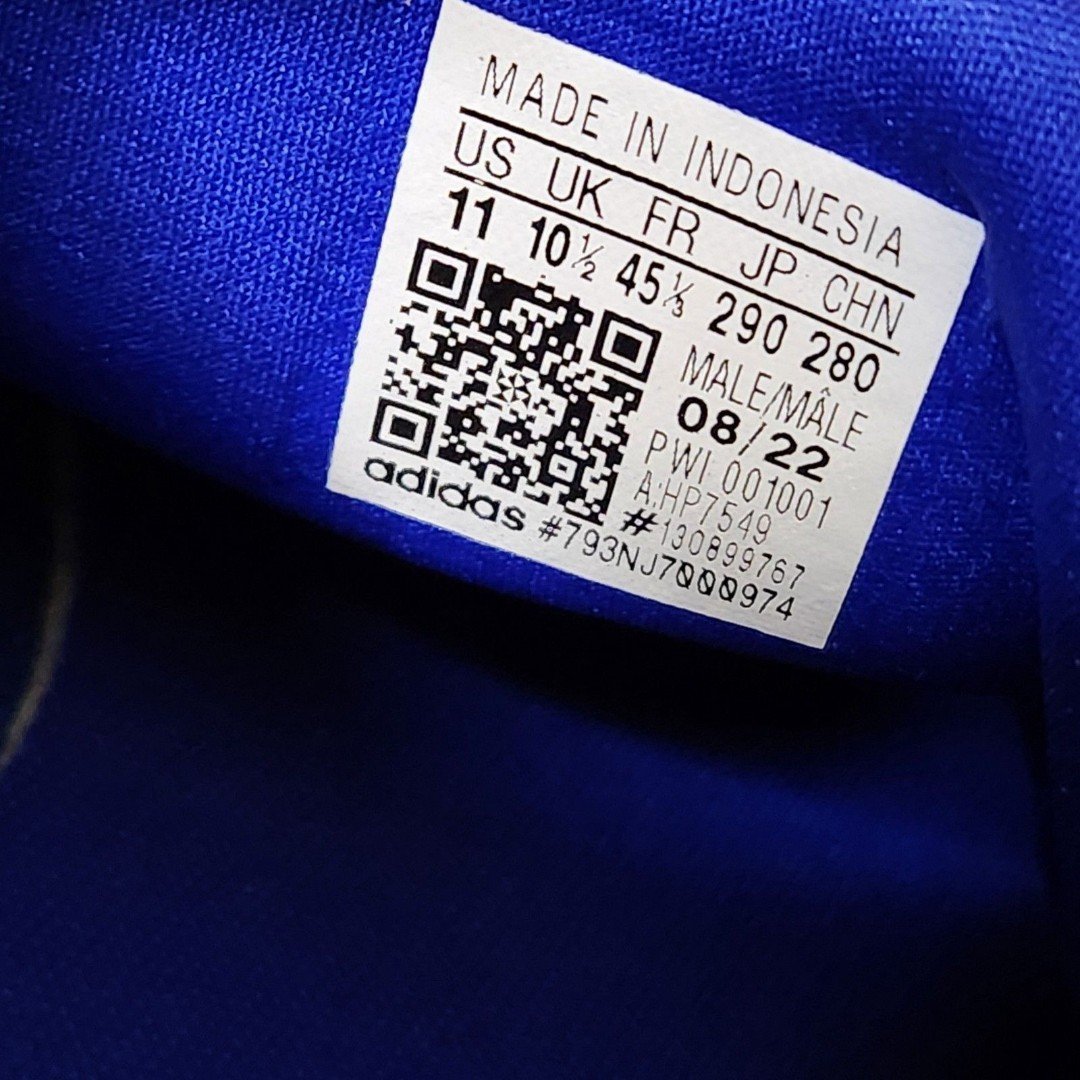 MADE IN INDONESIA
US UK FR JP CHN
11 10½ 45⅓ 290 280
MALE/MÂLE
08/22
PWI 001001
A:HP7549
#130899767
adidas #793NJ7000974